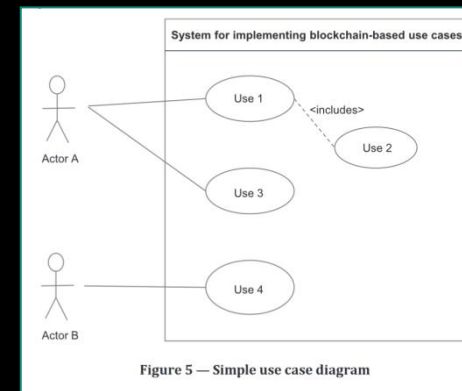 System for implementing blockchain-based use cases
Use 1
<includes>
Use 2
Actor A
Use 3
Use 4
Actor B
Figure 5 — Simple use case diagram